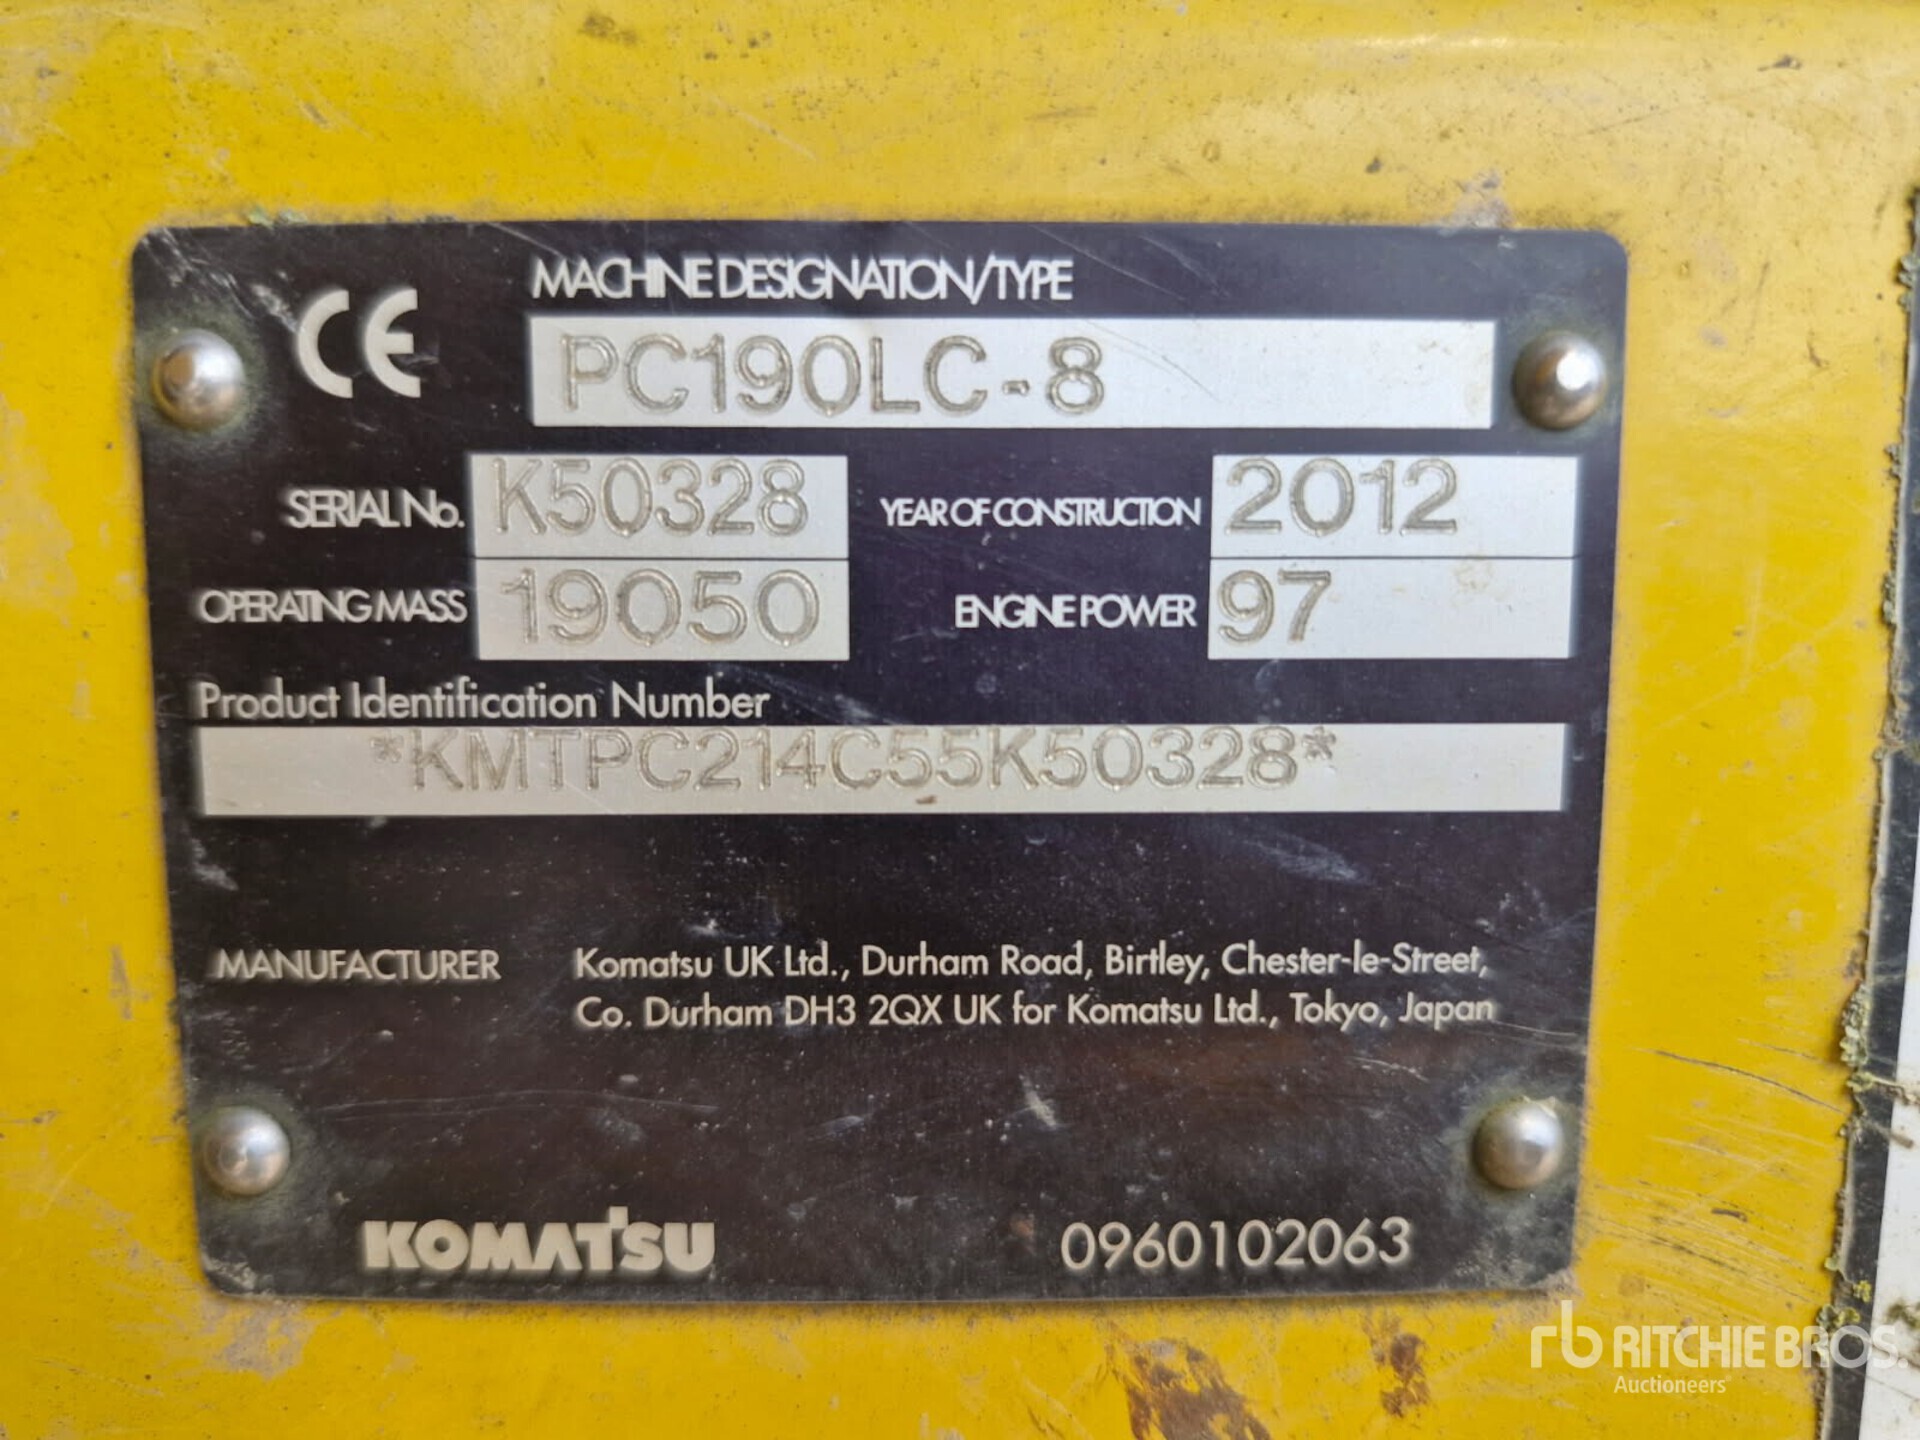 CE
MACHINE DESIGNATION/TYPE
PC190LC-8
SERIAL No. K50328 YEAR OF CONSTRUCTION 2012
OPERATING MASS 19050 ENGINE POWER 97
Product Identification Number
*KMTPC214C55K50328*
MANUFACTURER Komatsu UK Ltd., Durham Road, Birtley, Chester-le-Street,
Co. Durham DH3 2QX UK for Komatsu Ltd., Tokyo, Japan
KOMATSU 0960102063
rb RITCHIE BROS.
Auctioneers